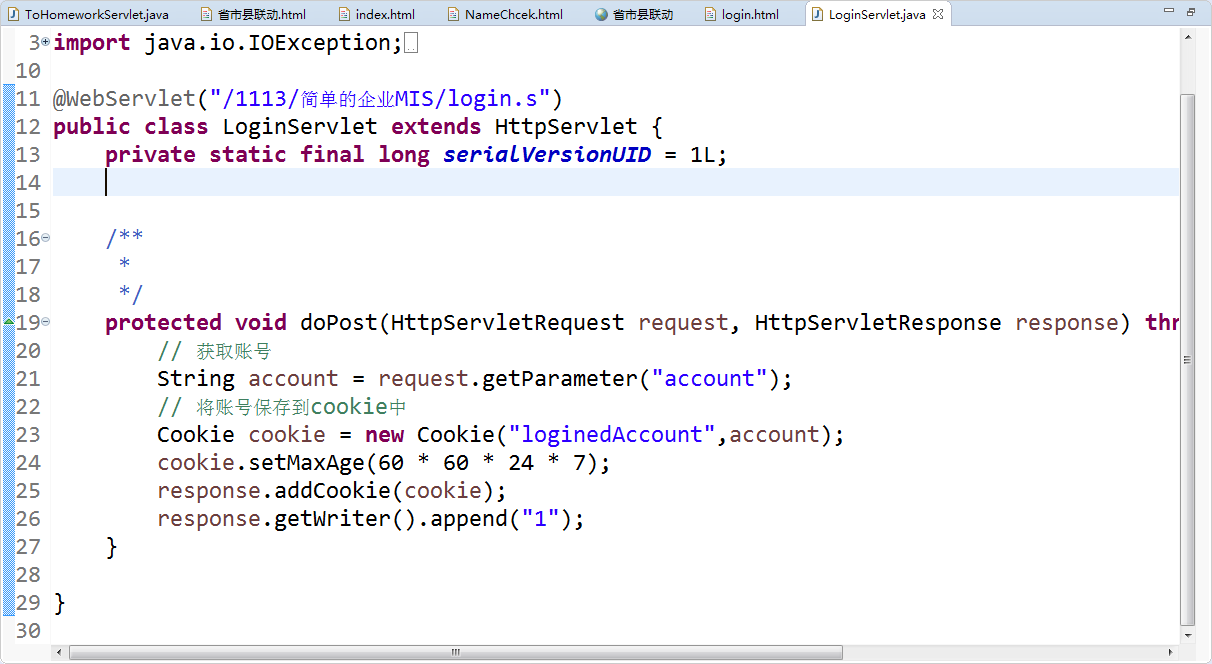 ToHomeworkServlet.java 省市县联动.html index.html NameChcek.html 省市县联动 login.html LoginServlet.java
3 import java.io.IOException;
10
11 @WebServlet("/1113/简单的企业MIS/login.s")
12 public class LoginServlet extends HttpServlet {
13 private static final long serialVersionUID = 1L;
14
15
16 /**
17 *
18 */
19 protected void doPost(HttpServletRequest request, HttpServletResponse response) thr
20 // 获取账号
21 String account = request.getParameter("account");
22 // 将账号保存到cookie中
23 Cookie cookie = new Cookie("loginedAccount",account);
24 cookie.setMaxAge(60 * 60 * 24 * 7);
25 response.addCookie(cookie);
26 response.getWriter().append("1");
27 }
28
29 }
30